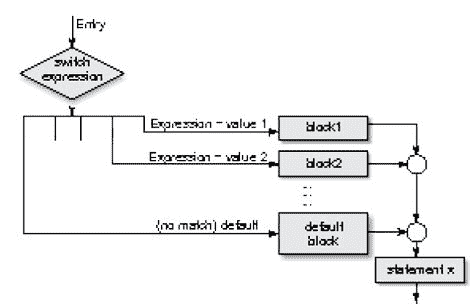 Entry
switch
expression
Expression = value 1
block1
Expression = value 2
block2
(no match) default
default
block
statement x